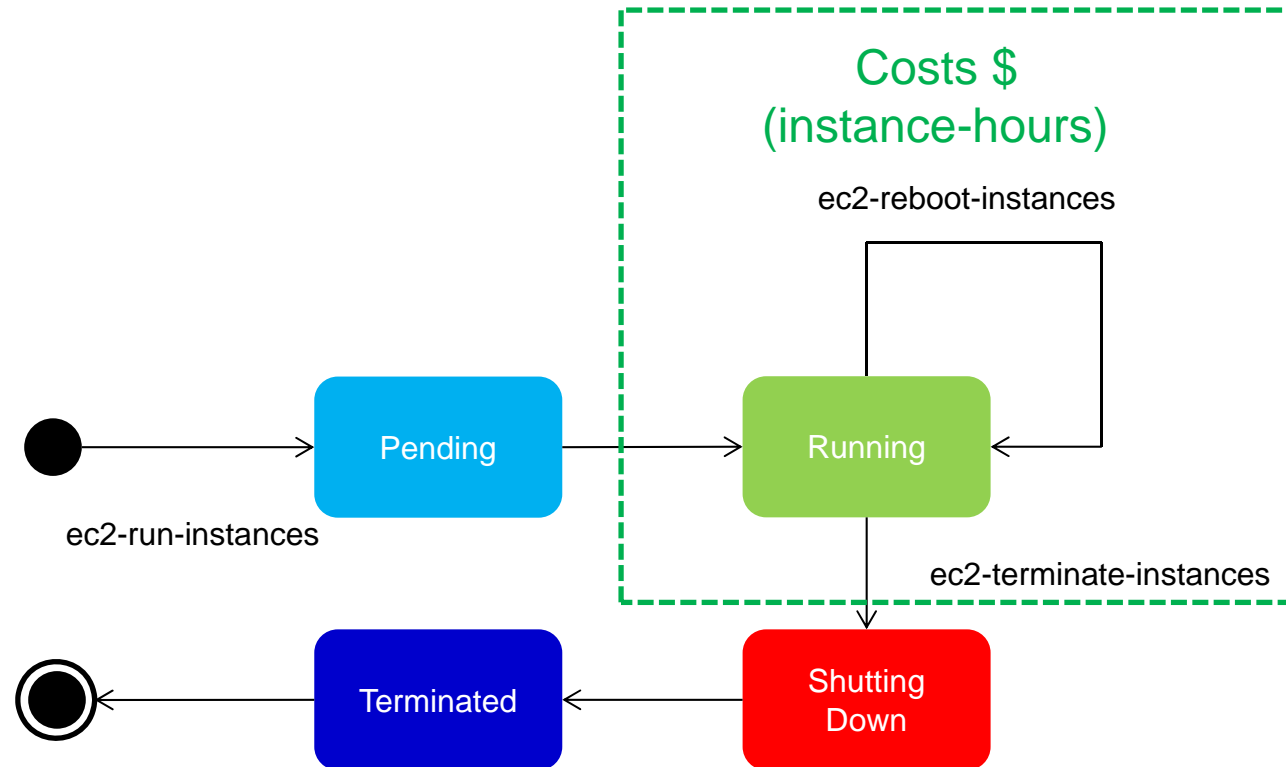 Costs $
(instance-hours)
ec2-reboot-instances
Pending
Running
ec2-run-instances
ec2-terminate-instances
Terminated
Shutting
Down